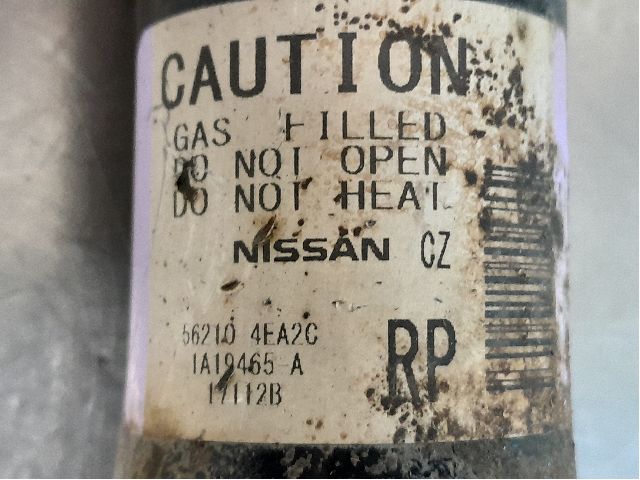 CAUTION
GAS FILLED
DO NOT OPEN
DO NOT HEAT
NISSAN CZ
56210 4EA2C
1A19465 A
17112B
RP